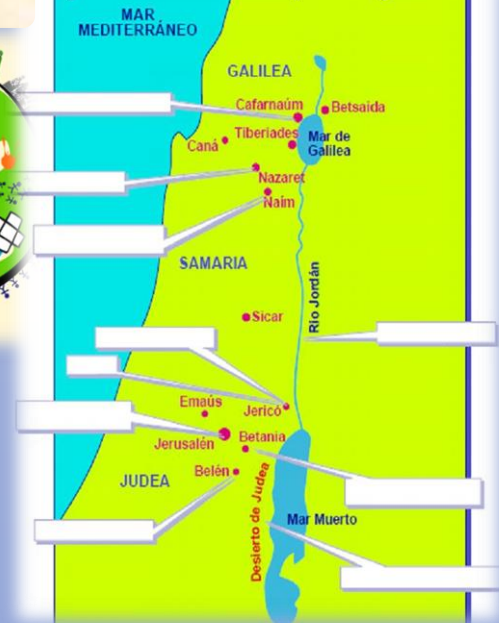 MAR
MEDITERRÁNEO
GALILEA
Cafarnaúm
Betsaida
Tiberiades
Mar de
Galilea
Caná
Nazaret
Naím
SAMARIA
Río Jordán
Sicar
Emaús
Jericó
Jerusalén
Betania
Belén
JUDEA
Desierto de Judea
Mar Muerto